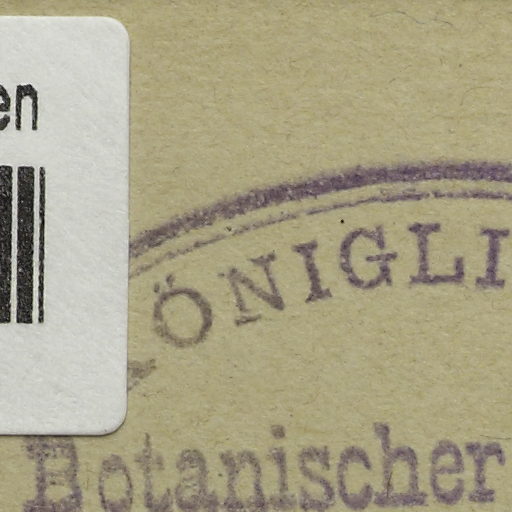 en
ÖNIGLI
Botanischer